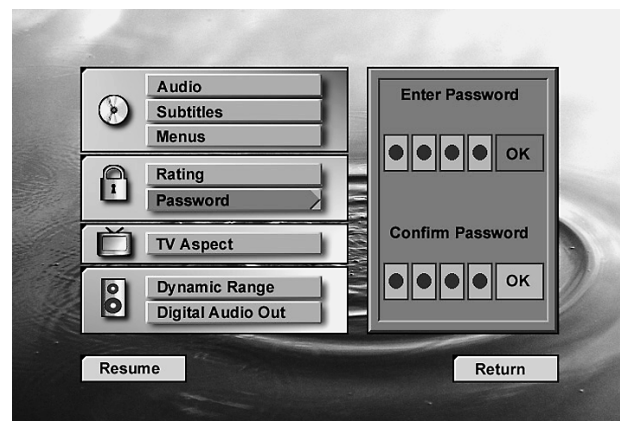 Audio
Subtitles
Menus
Rating
Password
TV Aspect
Dynamic Range
Digital Audio Out
Enter Password
OK
Confirm Password
OK
Resume
Return